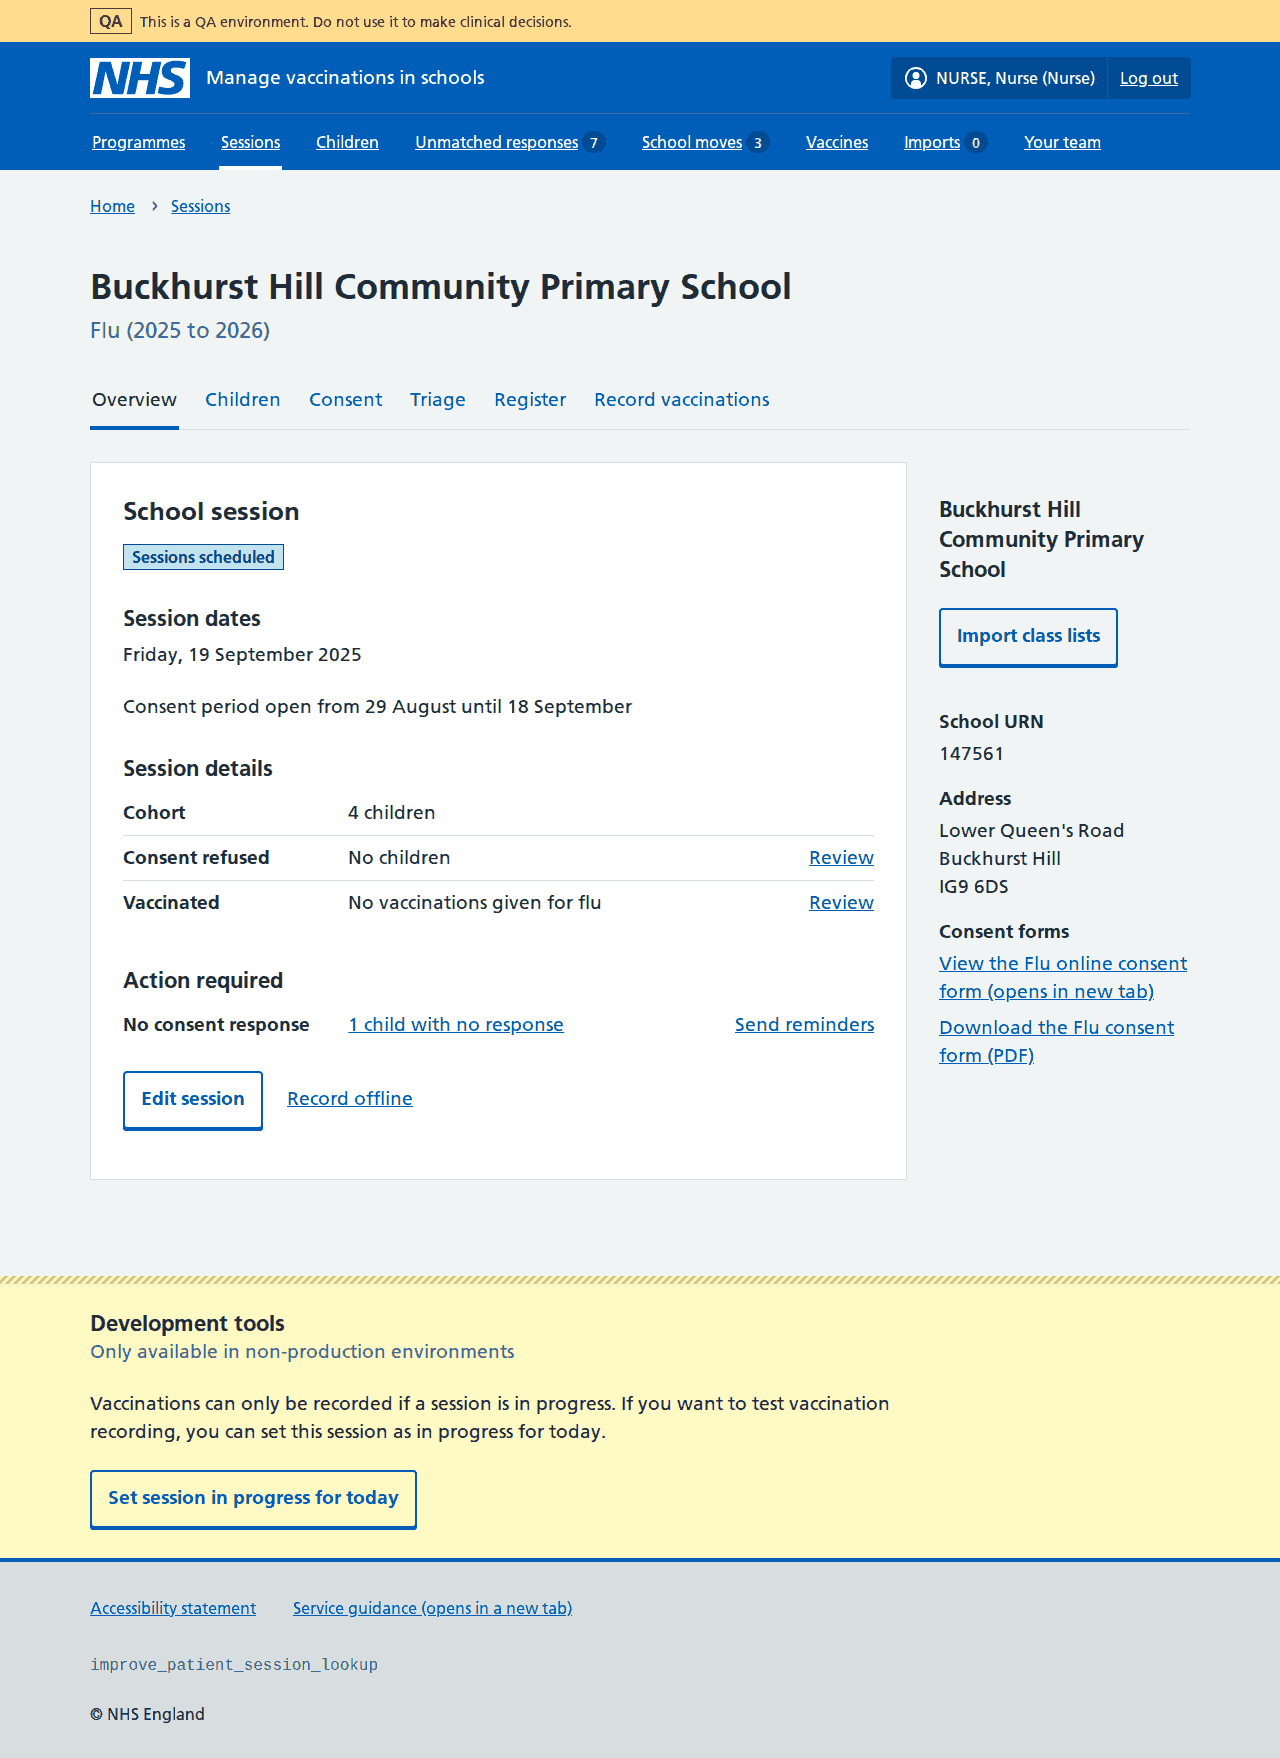 QA This is a QA environment. Do not use it to make clinical decisions.
NHS Manage vaccinations in schools NURSE, Nurse (Nurse) Log out
Programmes Sessions Children Unmatched responses 7 School moves 3 Vaccines Imports 0 Your team
Home Sessions
Buckhurst Hill Community Primary School
Flu (2025 to 2026)
Overview Children Consent Triage Register Record vaccinations
School session
Sessions scheduled
Session dates
Friday, 19 September 2025
Consent period open from 29 August until 18 September
Session details
Cohort 4 children
Consent refused No children Review
Vaccinated No vaccinations given for flu Review
Action required
No consent response 1 child with no response Send reminders
Edit session Record offline
Buckhurst Hill
Community Primary
School
Import class lists
School URN
147561
Address
Lower Queen's Road
Buckhurst Hill
IG9 6DS
Consent forms
View the Flu online consent
form (opens in new tab)
Download the Flu consent
form (PDF)
Development tools
Only available in non-production environments
Vaccinations can only be recorded if a session is in progress. If you want to test vaccination
recording, you can set this session as in progress for today.
Set session in progress for today
Accessibility statement Service guidance (opens in a new tab)
improve_patient_session_lookup
© NHS England